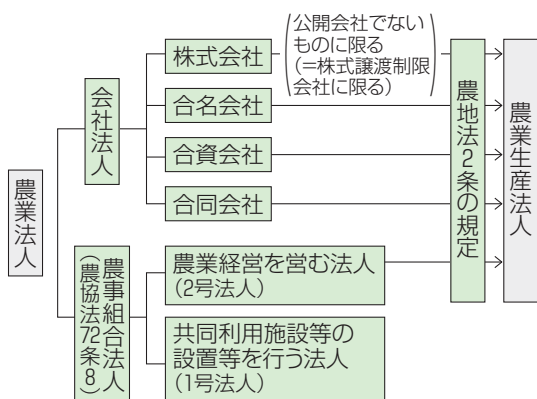 農業法人
会社法人
株式会社
(公開会社でない
ものに限る
(=株式譲渡制限
会社に限る))
合名会社
合資会社
合同会社
農事組合法人
(農協法72条8)
農業経営を営む法人
(2号法人)
共同利用施設等の
設置等を行う法人
(1号法人)
農地法2条の規定
農業生産法人